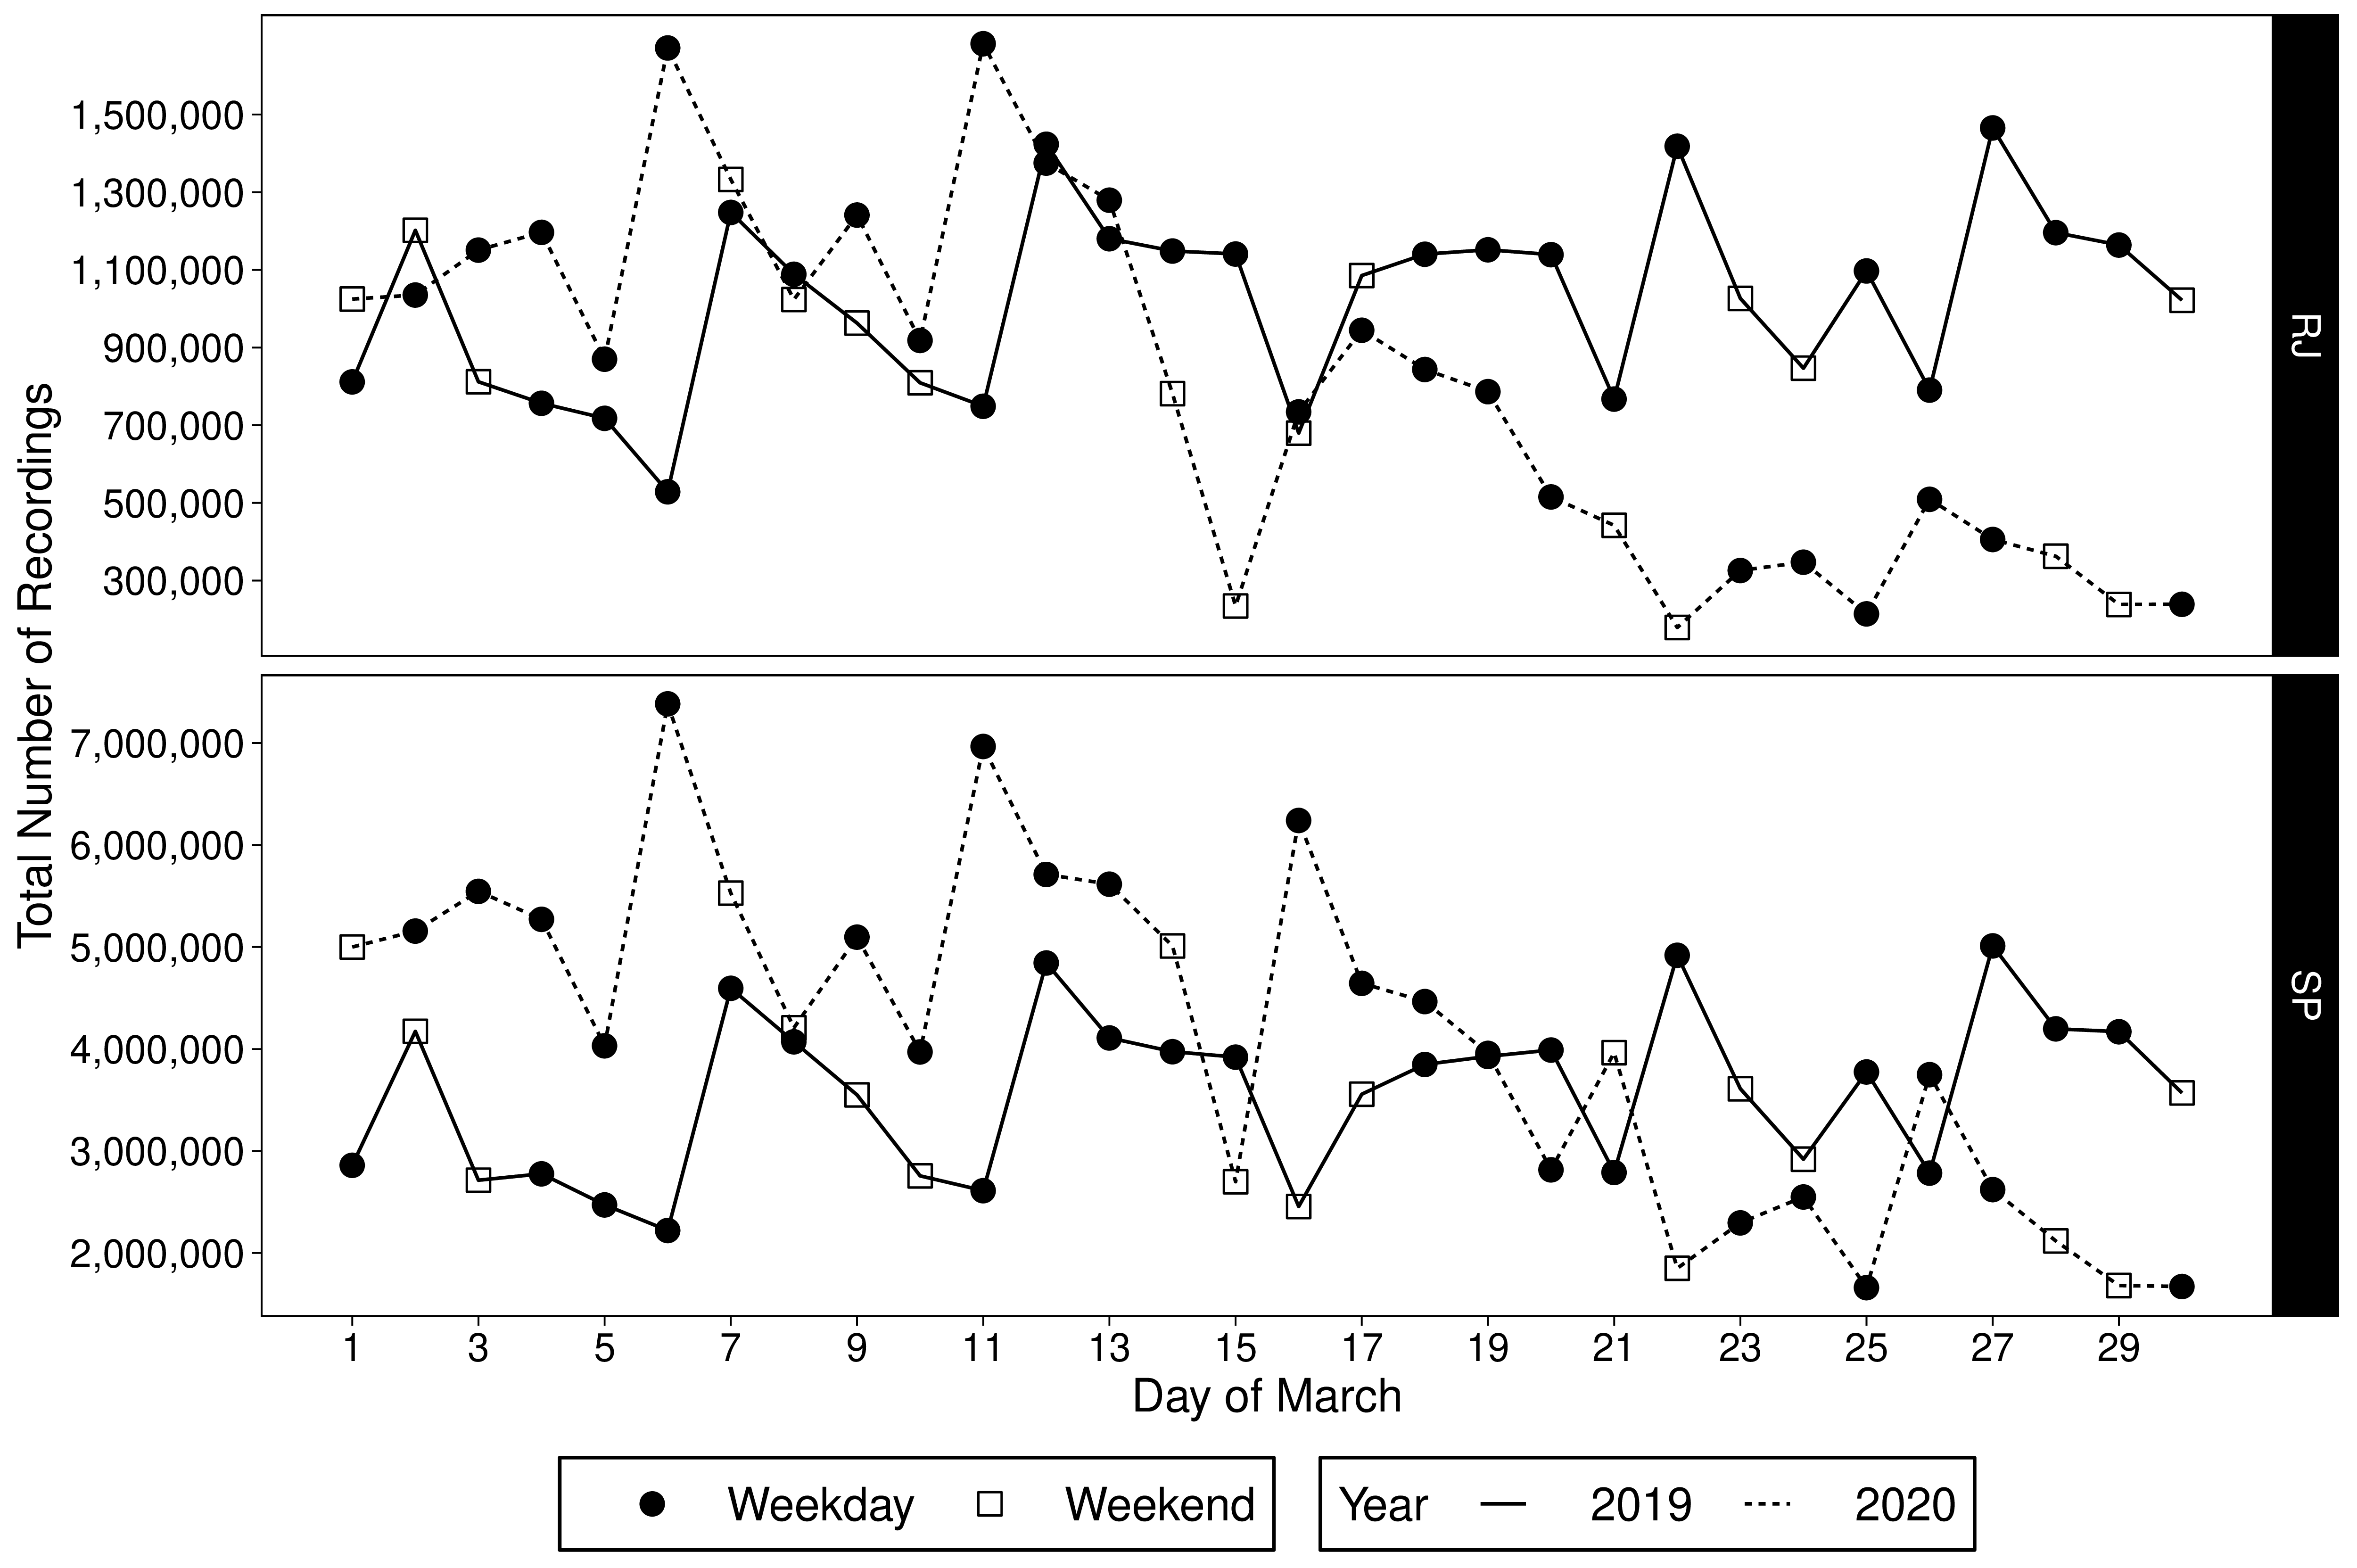 Total Number of Recordings
1,500,000
1,300,000
1,100,000
900,000
700,000
500,000
300,000
RJ
7,000,000
6,000,000
5,000,000
4,000,000
3,000,000
2,000,000
SP
1 3 5 7 9 11 13 15 17 19 21 23 25 27 29
Day of March
Weekday Weekend Year 2019 2020